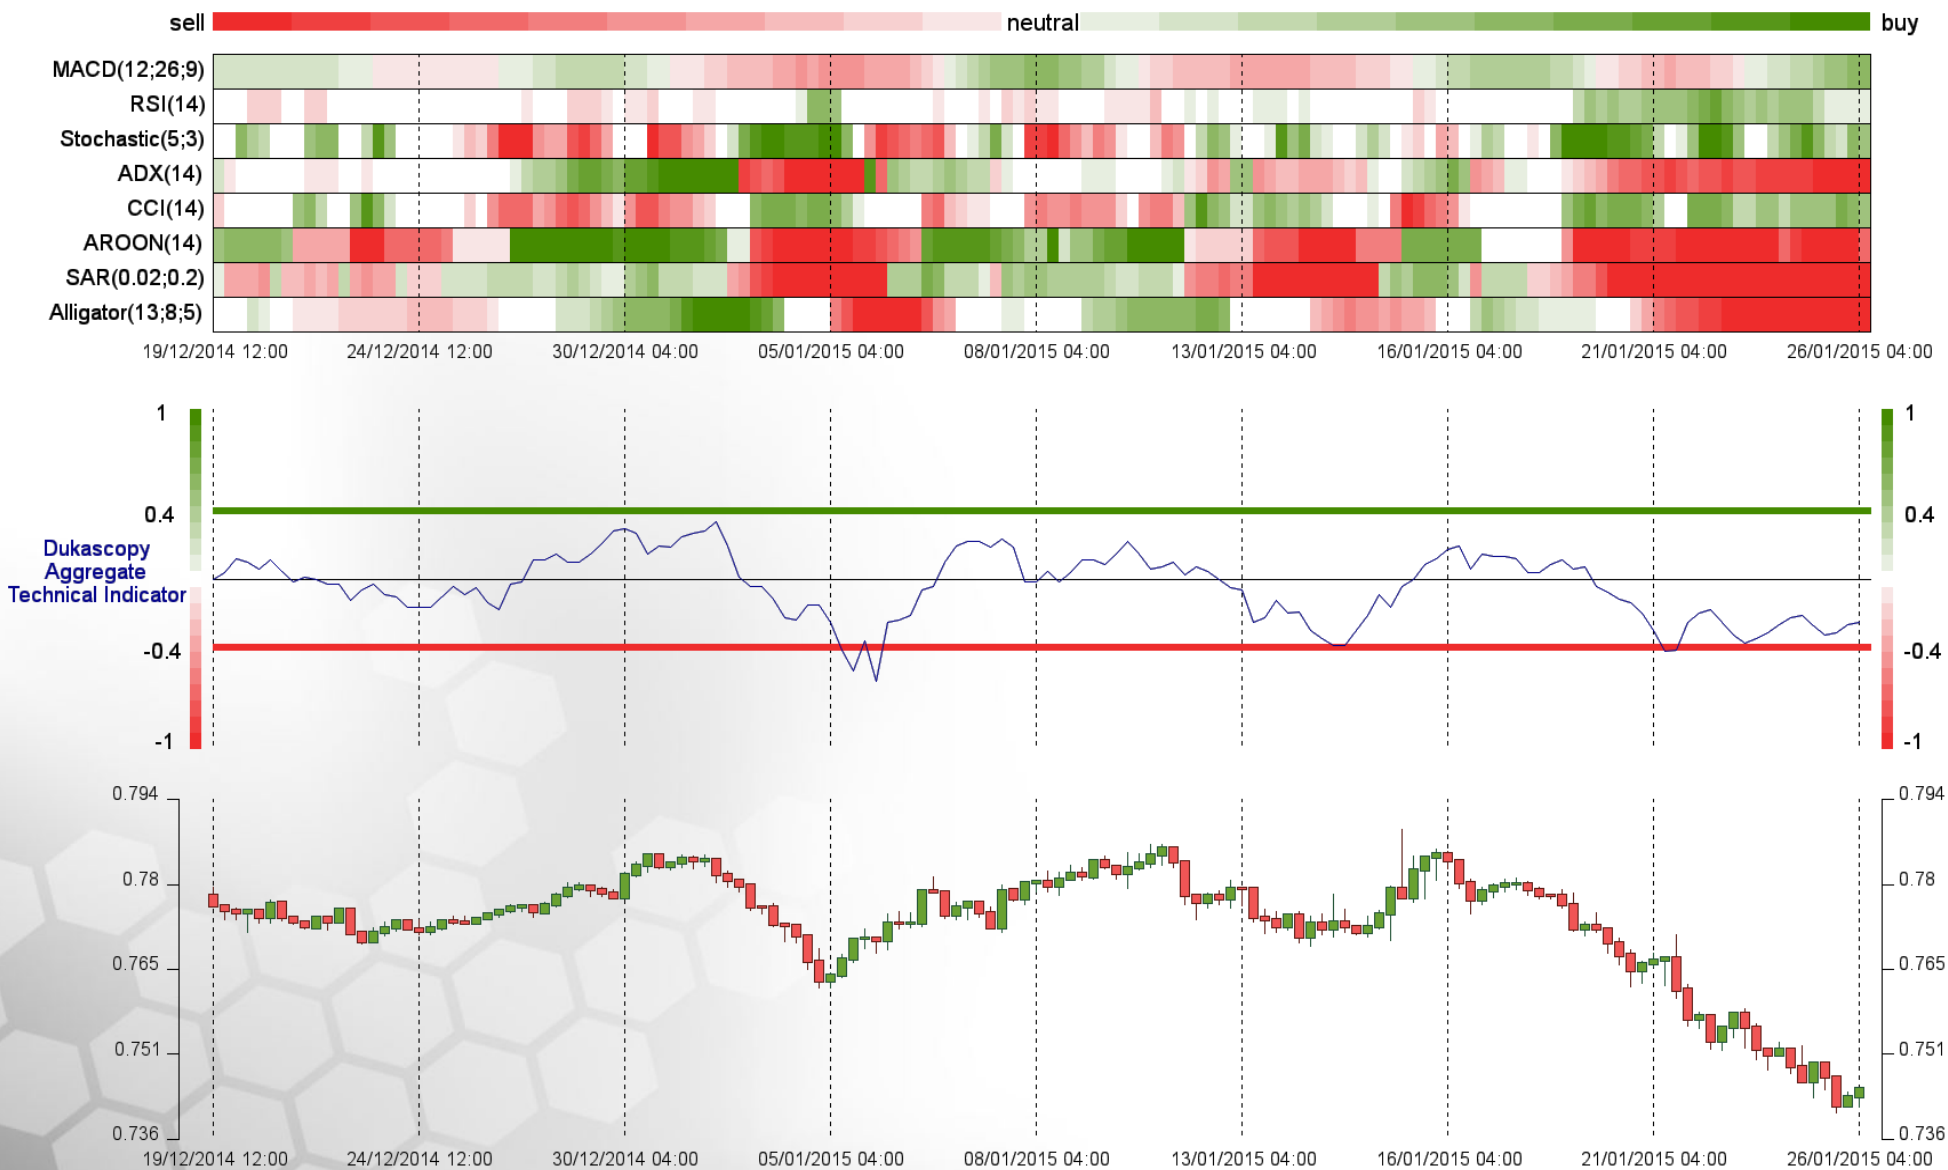 sell neutral buy
MACD(12;26;9)
RSI(14)
Stochastic(5;3)
ADX(14)
CCI(14)
AROON(14)
SAR(0.02;0.2)
Alligator(13;8;5)
19/12/2014 12:00 24/12/2014 12:00 30/12/2014 04:00 05/01/2015 04:00 08/01/2015 04:00 13/01/2015 04:00 16/01/2015 04:00 21/01/2015 04:00 26/01/2015 04:00
1 1
0.4 0.4
Dukascopy
Aggregate
Technical Indicator
-0.4 -0.4
-1 -1
0.794 0.794
0.78 0.78
0.765 0.765
0.751 0.751
0.736 0.736
19/12/2014 12:00 24/12/2014 12:00 30/12/2014 04:00 05/01/2015 04:00 08/01/2015 04:00 13/01/2015 04:00 16/01/2015 04:00 21/01/2015 04:00 26/01/2015 04:00